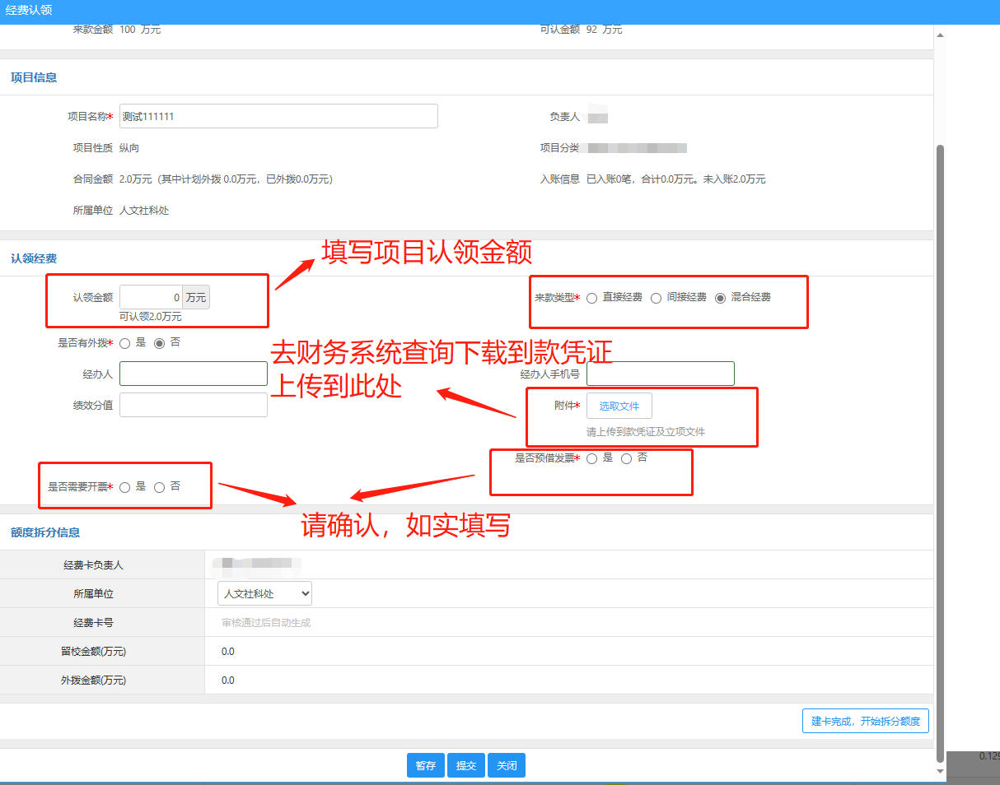 经费认领
来款金额 100 万元 可认金额 92 万元
项目信息
项目名称* 测试111111 负责人
项目性质 纵向 项目分类
合同金额 2.0万元（其中计划外拨 0.0万元，已外拨0.0万元） 入账信息 已入账0笔，合计0.0万元。未入账2.0万元
所属单位 人文社科处
填写项目认领金额
认领经费
认领金额 0 万元 来款类型* 直接经费 间接经费 混合经费
可认领2.0万元
是否有外拨* 是 否
去财务系统查询下载到款凭证
上传到此处
经办人 经办人手机号
绩效分值 附件* 选取文件
请上传到款凭证及立项文件
是否预借发票* 是 否
是否需要开票* 是 否
请确认，如实填写
额度拆分信息
经费卡负责人
所属单位 人文社科处
经费卡号 审核通过后自动生成
留校金额(万元) 0.0
外拨金额(万元) 0.0
建卡完成，开始拆分额度
暂存 提交 关闭
0.129